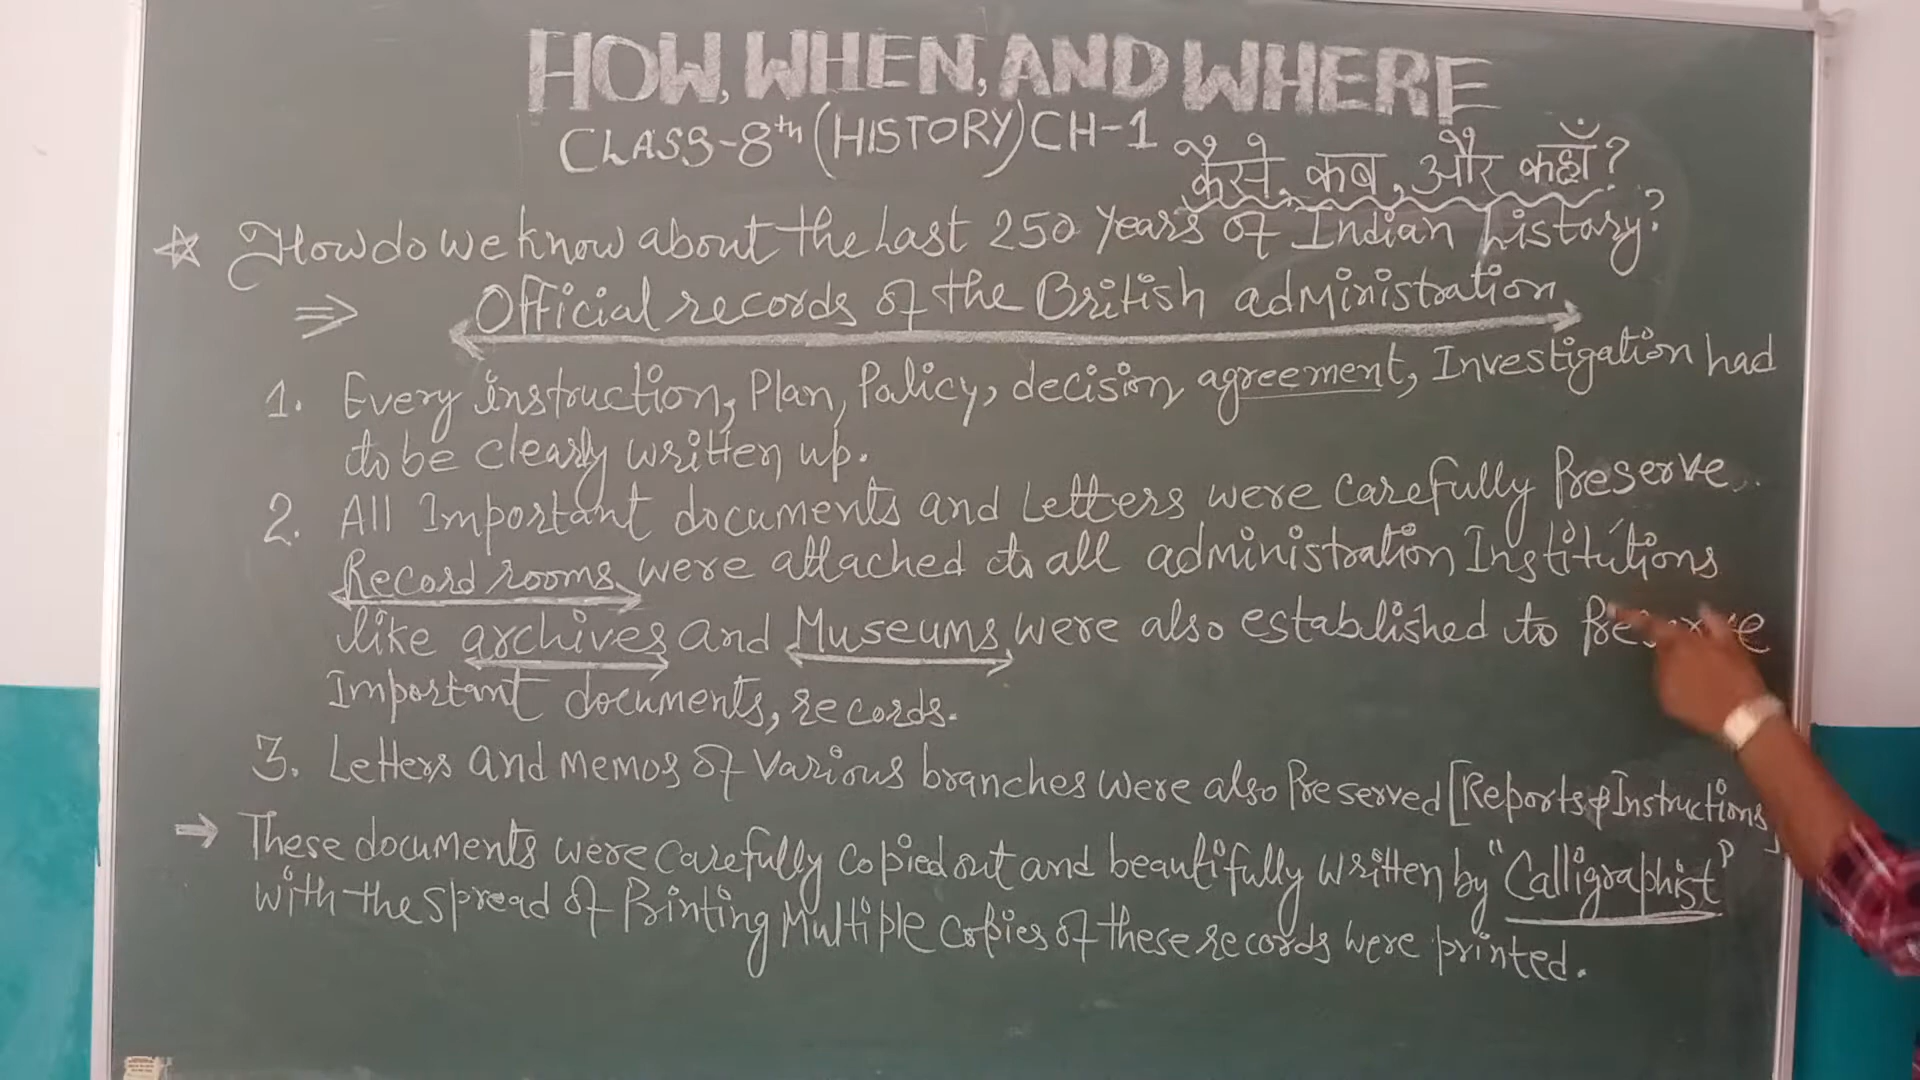 HOW, WHEN, AND WHERE
CLASS-8th (HISTORY) CH-1
कैसे, कब, और कहाँ?
How do we know about the Last 250 years of Indian history?
⇒ Official records of the British administration
1. Every instruction, Plan, Policy, decision agreement, Investigation had
to be clearly written up.
2. All Important documents and Letters were carefully Preserve.
Record rooms were attached to all administration Institutions
like archives and Museums were also established to Preserve
Important documents, records.
3. Letters and memos of various branches were also Preserved [Reports & Instructions]
→ These documents were carefully copied out and beautifully written by "Calligraphist"
with the spread of Printing Multiple copies of these records were printed.